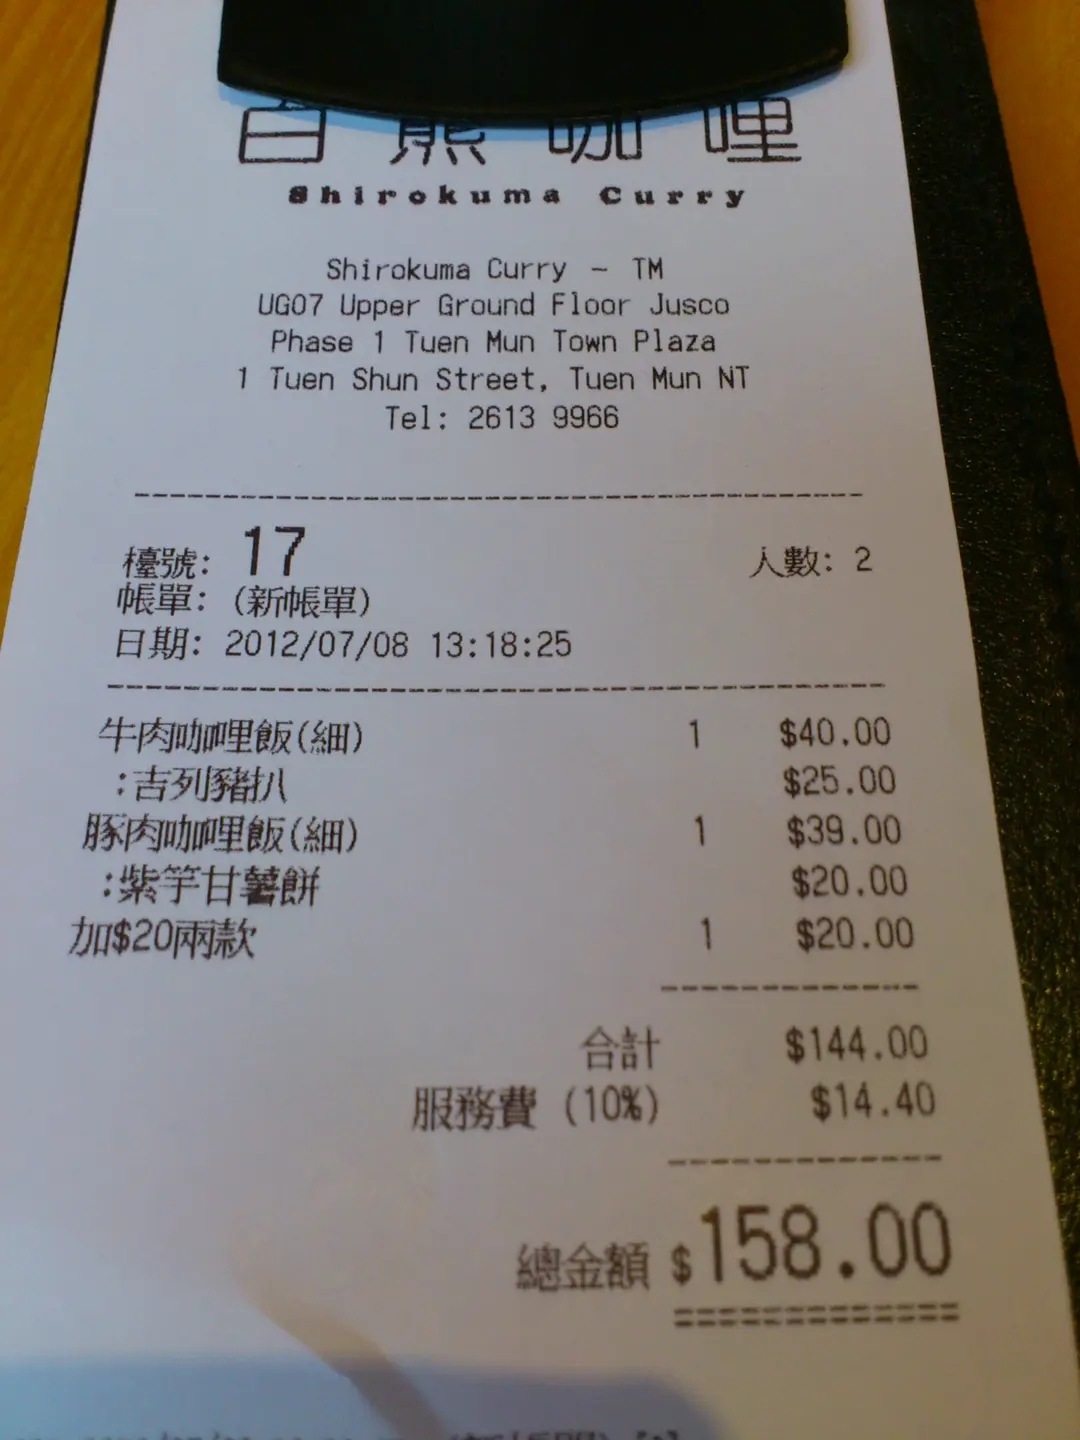 白熊咖哩
Shirokuma Curry
Shirokuma Curry - TM
UG07 Upper Ground Floor Jusco
Phase 1 Tuen Mun Town Plaza
1 Tuen Shun Street, Tuen Mun NT
Tel: 2613 9966
檯號: 17 人數: 2
帳單: (新帳單)
日期: 2012/07/08 13:18:25
牛肉咖哩飯(細) 1 $40.00
:吉列豬扒 $25.00
豚肉咖哩飯(細) 1 $39.00
:紫芋甘薯餅 $20.00
加$20兩款 1 $20.00
合計 $144.00
服務費 (10%) $14.40
總金額 $158.00